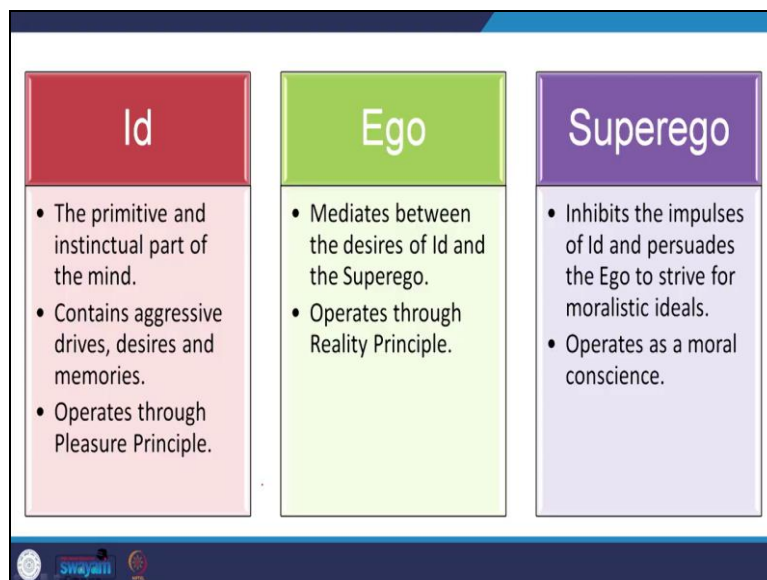 Id
• The primitive and
instinctual part of
the mind.
• Contains aggressive
drives, desires and
memories.
• Operates through
Pleasure Principle.
Ego
• Mediates between
the desires of Id and
the Superego.
• Operates through
Reality Principle.
Superego
• Inhibits the impulses
of Id and persuades
the Ego to strive for
moralistic ideals.
• Operates as a moral
conscience.
swayam